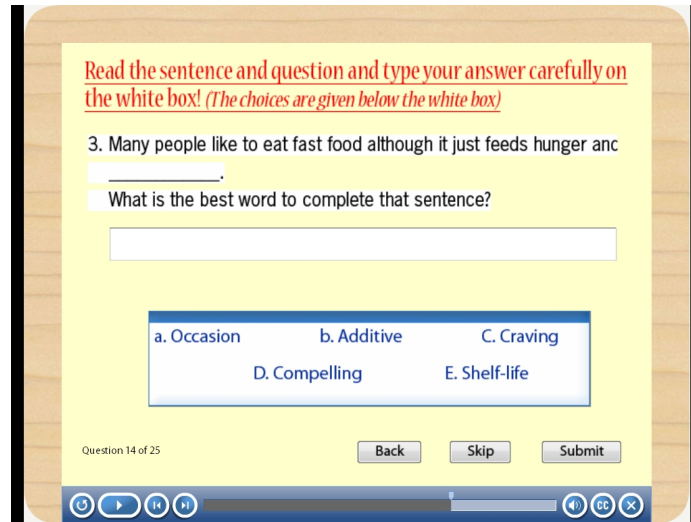 Read the sentence and question and type your answer carefully on
the white box! (The choices are given below the white box)
3. Many people like to eat fast food although it just feeds hunger and
____________.
What is the best word to complete that sentence?
a. Occasion b. Additive C. Craving
D. Compelling E. Shelf-life
Question 14 of 25 Back Skip Submit
CC